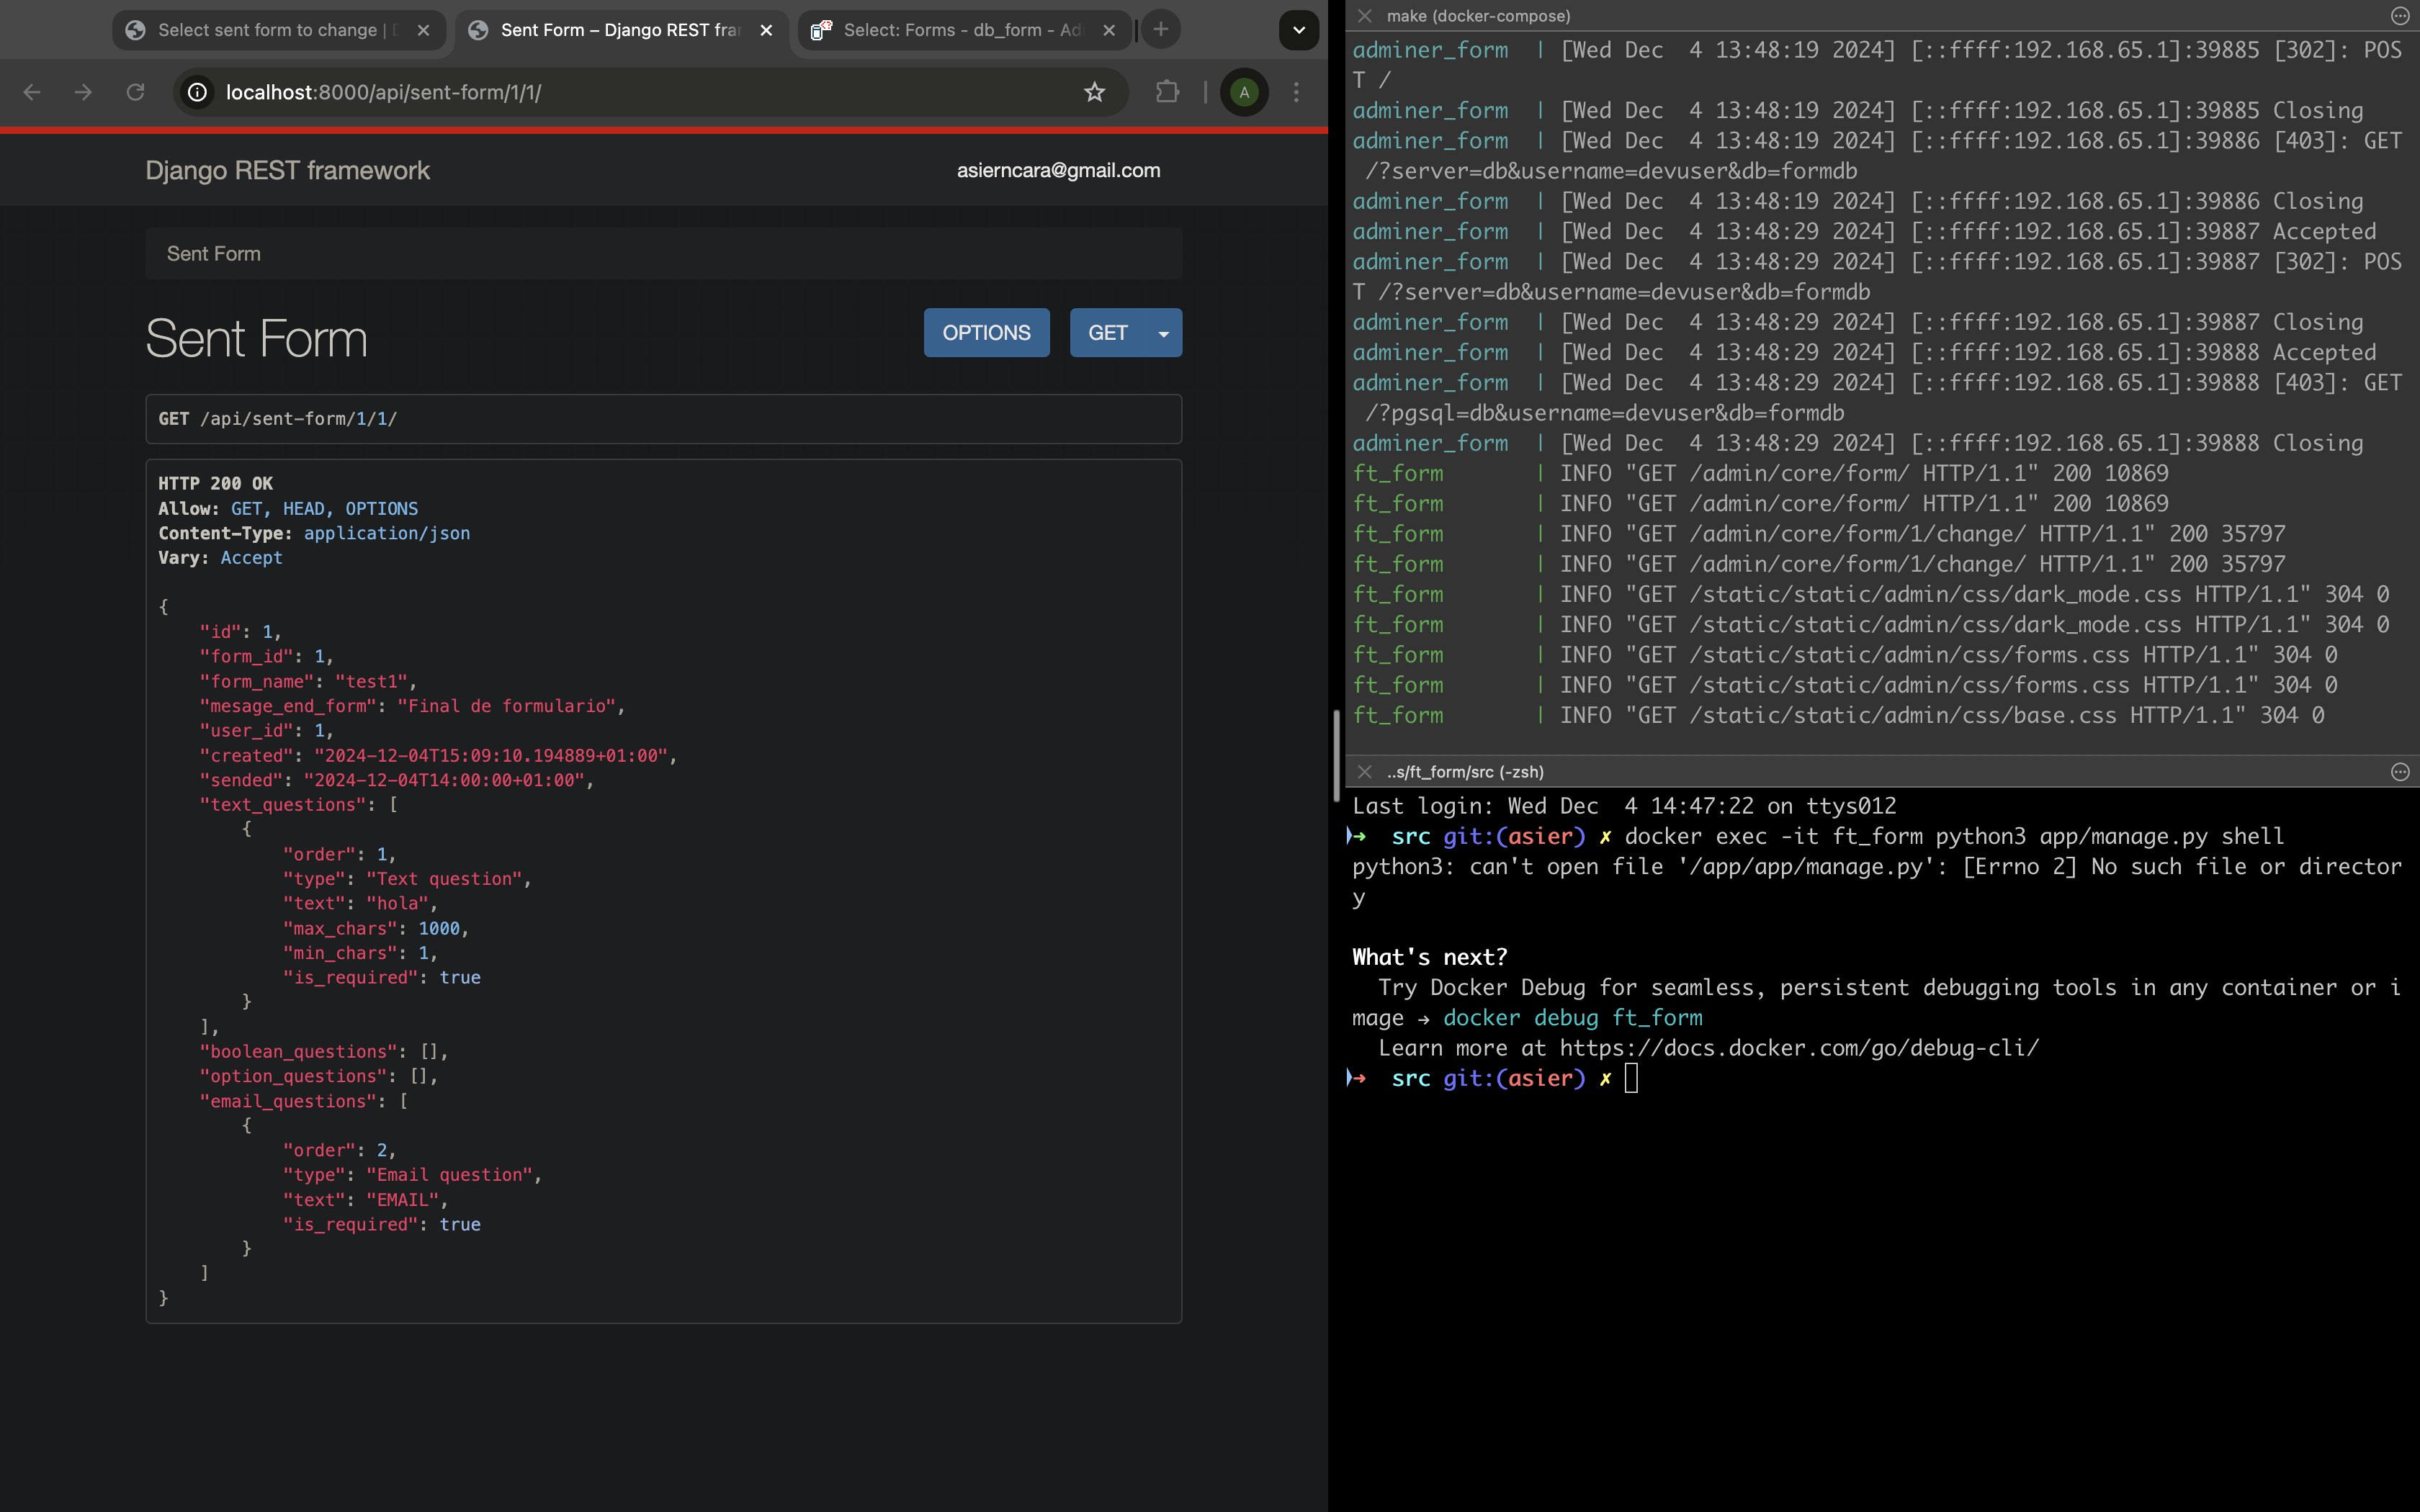 Select sent form to change | D
Sent Form – Django REST fra
Select: Forms - db_form - Ad
localhost:8000/api/sent-form/1/1/
A
Django REST framework
asierncara@gmail.com
Sent Form
Sent Form
OPTIONS
GET
GET /api/sent-form/1/1/
HTTP 200 OK
Allow: GET, HEAD, OPTIONS
Content-Type: application/json
Vary: Accept
{
    "id": 1,
    "form_id": 1,
    "form_name": "test1",
    "mesage_end_form": "Final de formulario",
    "user_id": 1,
    "created": "2024-12-04T15:09:10.194889+01:00",
    "sended": "2024-12-04T14:00:00+01:00",
    "text_questions": [
        {
            "order": 1,
            "type": "Text question",
            "text": "hola",
            "max_chars": 1000,
            "min_chars": 1,
            "is_required": true
        }
    ],
    "boolean_questions": [],
    "option_questions": [],
    "email_questions": [
        {
            "order": 2,
            "type": "Email question",
            "text": "EMAIL",
            "is_required": true
        }
    ]
}
make (docker-compose)
adminer_form  | [Wed Dec  4 13:48:19 2024] [::ffff:192.168.65.1]:39885 [302]: POS
T /
adminer_form  | [Wed Dec  4 13:48:19 2024] [::ffff:192.168.65.1]:39885 Closing
adminer_form  | [Wed Dec  4 13:48:19 2024] [::ffff:192.168.65.1]:39886 [403]: GET
 /?server=db&username=devuser&db=formdb
adminer_form  | [Wed Dec  4 13:48:19 2024] [::ffff:192.168.65.1]:39886 Closing
adminer_form  | [Wed Dec  4 13:48:29 2024] [::ffff:192.168.65.1]:39887 Accepted
adminer_form  | [Wed Dec  4 13:48:29 2024] [::ffff:192.168.65.1]:39887 [302]: POS
T /?server=db&username=devuser&db=formdb
adminer_form  | [Wed Dec  4 13:48:29 2024] [::ffff:192.168.65.1]:39887 Closing
adminer_form  | [Wed Dec  4 13:48:29 2024] [::ffff:192.168.65.1]:39888 Accepted
adminer_form  | [Wed Dec  4 13:48:29 2024] [::ffff:192.168.65.1]:39888 [403]: GET
 /?pgsql=db&username=devuser&db=formdb
adminer_form  | [Wed Dec  4 13:48:29 2024] [::ffff:192.168.65.1]:39888 Closing
ft_form       | INFO "GET /admin/core/form/ HTTP/1.1" 200 10869
ft_form       | INFO "GET /admin/core/form/ HTTP/1.1" 200 10869
ft_form       | INFO "GET /admin/core/form/1/change/ HTTP/1.1" 200 35797
ft_form       | INFO "GET /admin/core/form/1/change/ HTTP/1.1" 200 35797
ft_form       | INFO "GET /static/static/admin/css/dark_mode.css HTTP/1.1" 304 0
ft_form       | INFO "GET /static/static/admin/css/dark_mode.css HTTP/1.1" 304 0
ft_form       | INFO "GET /static/static/admin/css/forms.css HTTP/1.1" 304 0
ft_form       | INFO "GET /static/static/admin/css/forms.css HTTP/1.1" 304 0
ft_form       | INFO "GET /static/static/admin/css/base.css HTTP/1.1" 304 0
..s/ft_form/src (-zsh)
Last login: Wed Dec  4 14:47:22 on ttys012
➜  src git:(asier) ✗ docker exec -it ft_form python3 app/manage.py shell
python3: can't open file '/app/app/manage.py': [Errno 2] No such file or director
y
What's next?
  Try Docker Debug for seamless, persistent debugging tools in any container or i
mage → docker debug ft_form
  Learn more at https://docs.docker.com/go/debug-cli/
➜  src git:(asier) ✗